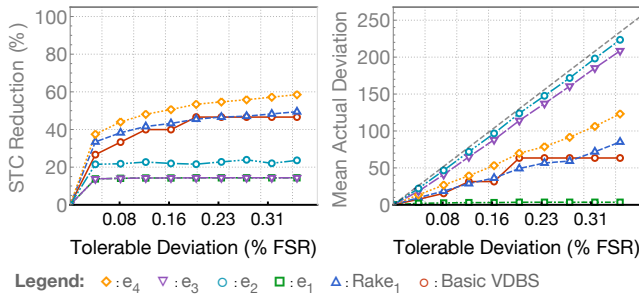 STC Reduction (%)
100
80
60
40
20
0
0.08 0.16 0.23 0.31
Tolerable Deviation (% FSR)
Mean Actual Deviation
250
200
150
100
50
0
0.08 0.16 0.23 0.31
Tolerable Deviation (% FSR)
Legend: : e4 : e3 : e2 : e1 : Rake1 : Basic VDBS